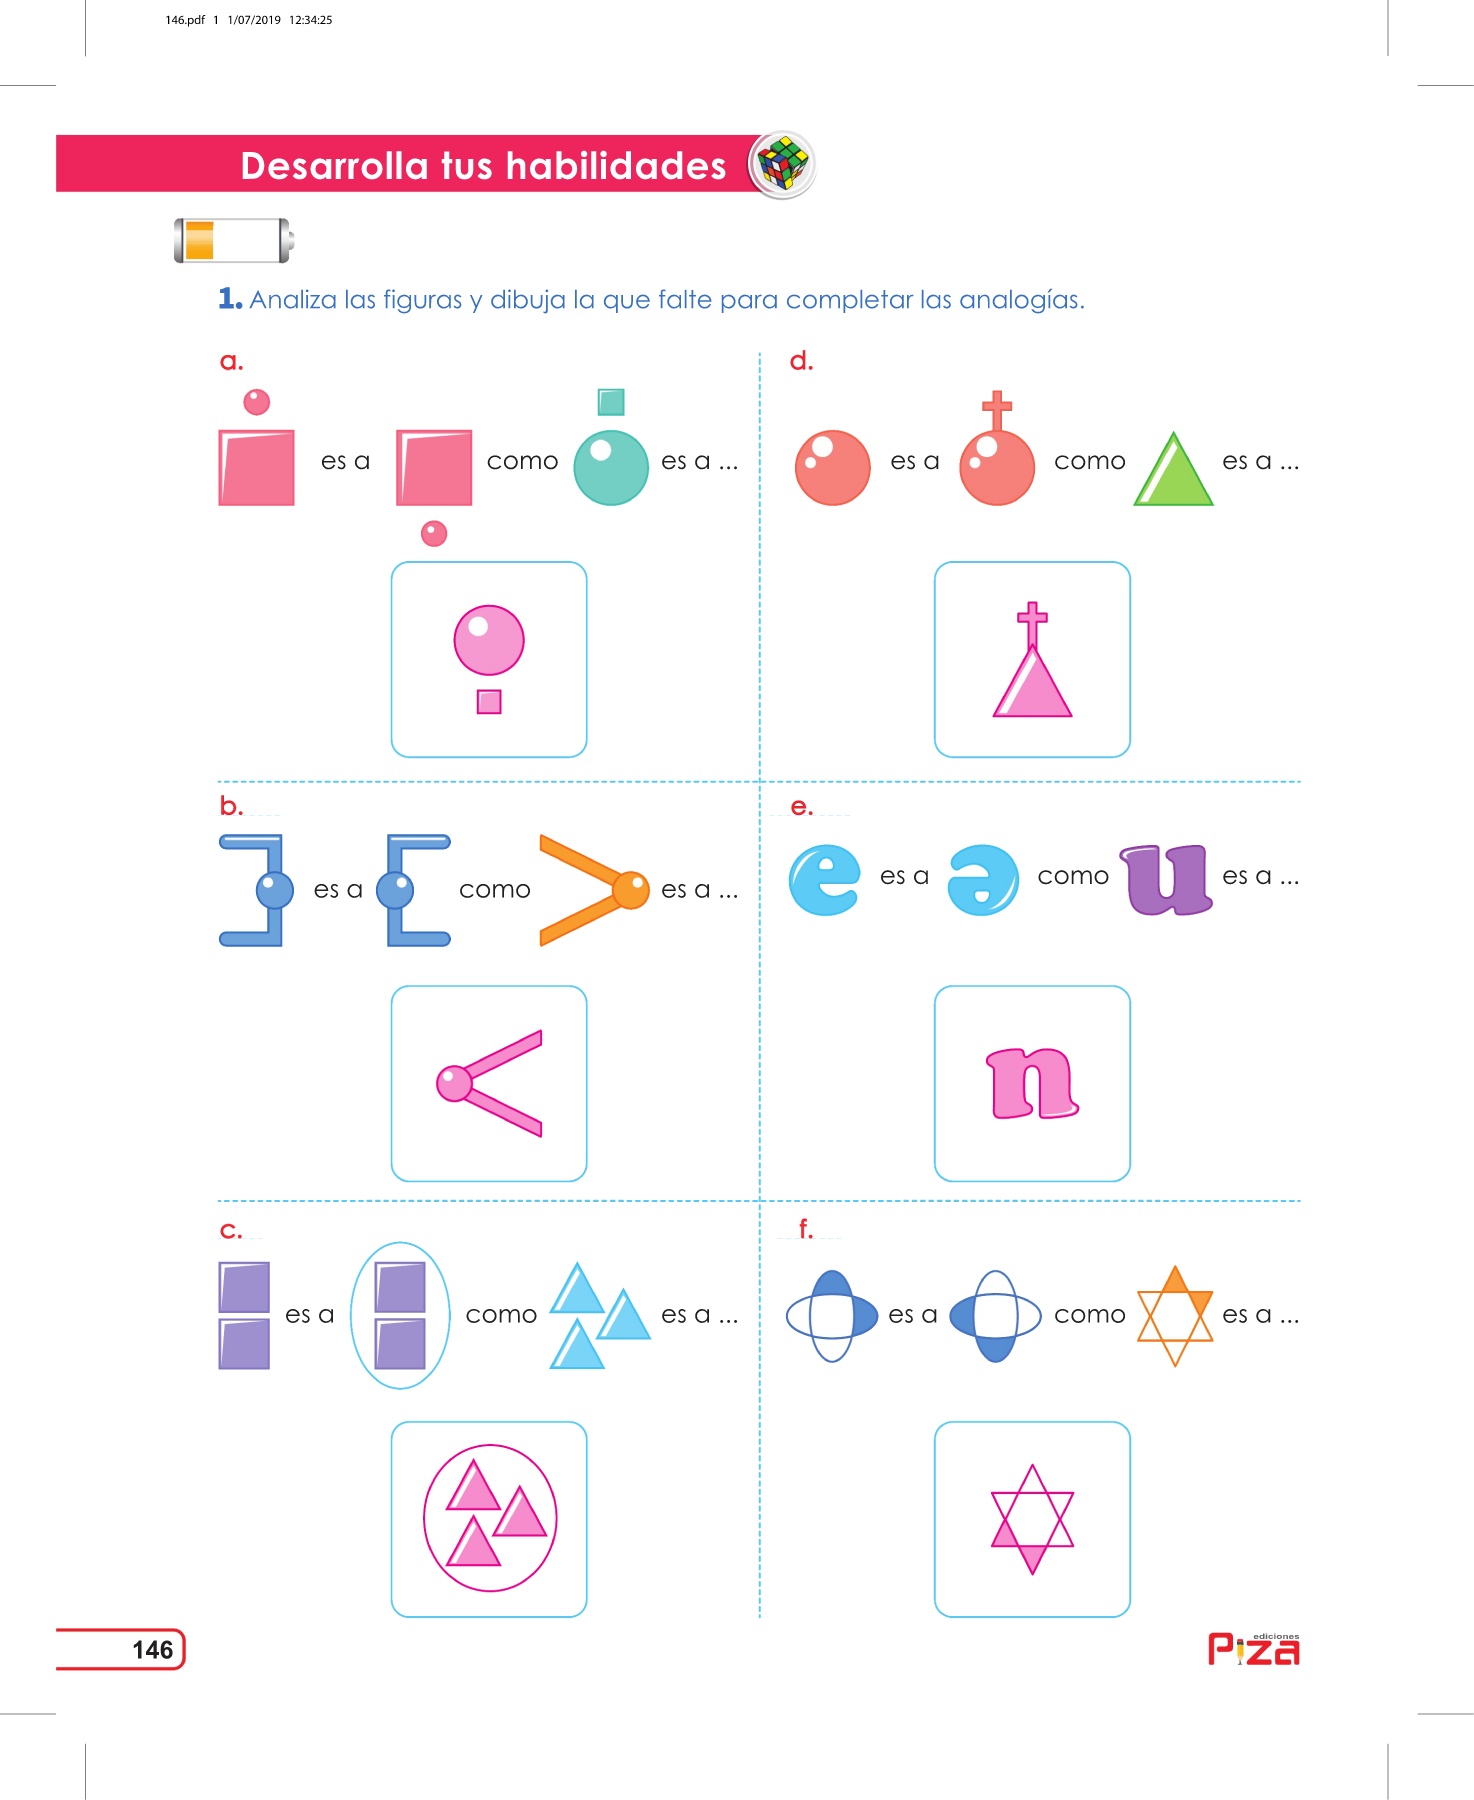 146.pdf 1 1/07/2019 12:34:25
Desarrolla tus habilidades
1. Analiza las figuras y dibuja la que falte para completar las analogías.
a.
es a como es a ...
d.
es a como es a ...
b.
es a como es a ...
e.
e es a ə como u es a ...
n
c.
es a como es a ...
f.
es a como es a ...
146
ediciones
Piza